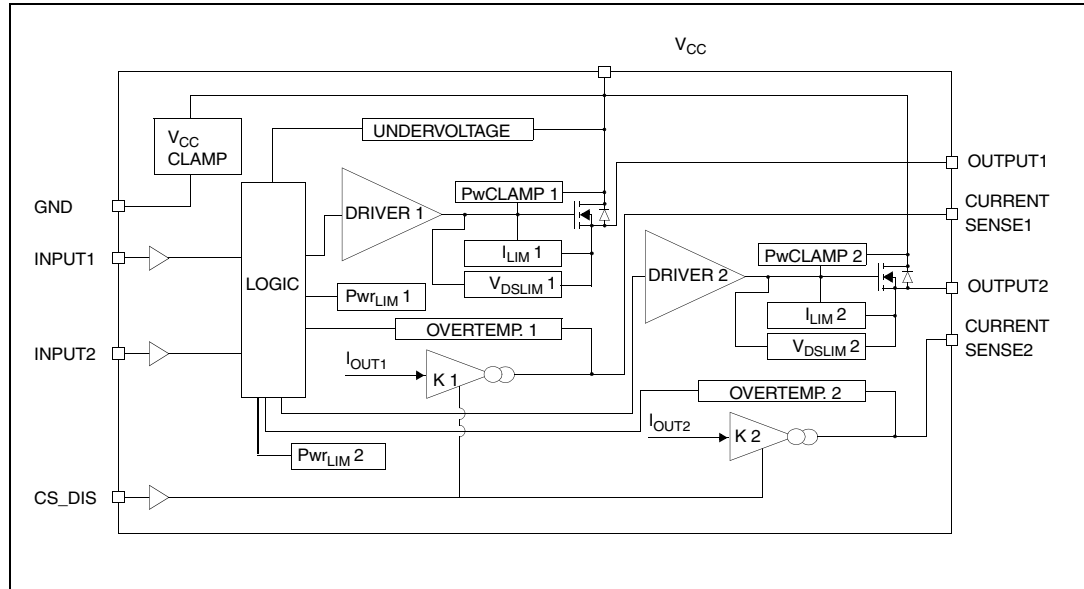 VCC
UNDERVOLTAGE
VCC
CLAMP
OUTPUT1
PwCLAMP 1
GND
DRIVER 1
CURRENT
SENSE1
INPUT1
ILIM 1
PwCLAMP 2
LOGIC
DRIVER 2
VDSLIM 1
OUTPUT2
PwrLIM 1
ILIM 2
OVERTEMP. 1
CURRENT
SENSE2
INPUT2
VDSLIM 2
IOUT1
K 1
OVERTEMP. 2
IOUT2
K 2
PwrLIM 2
CS_DIS